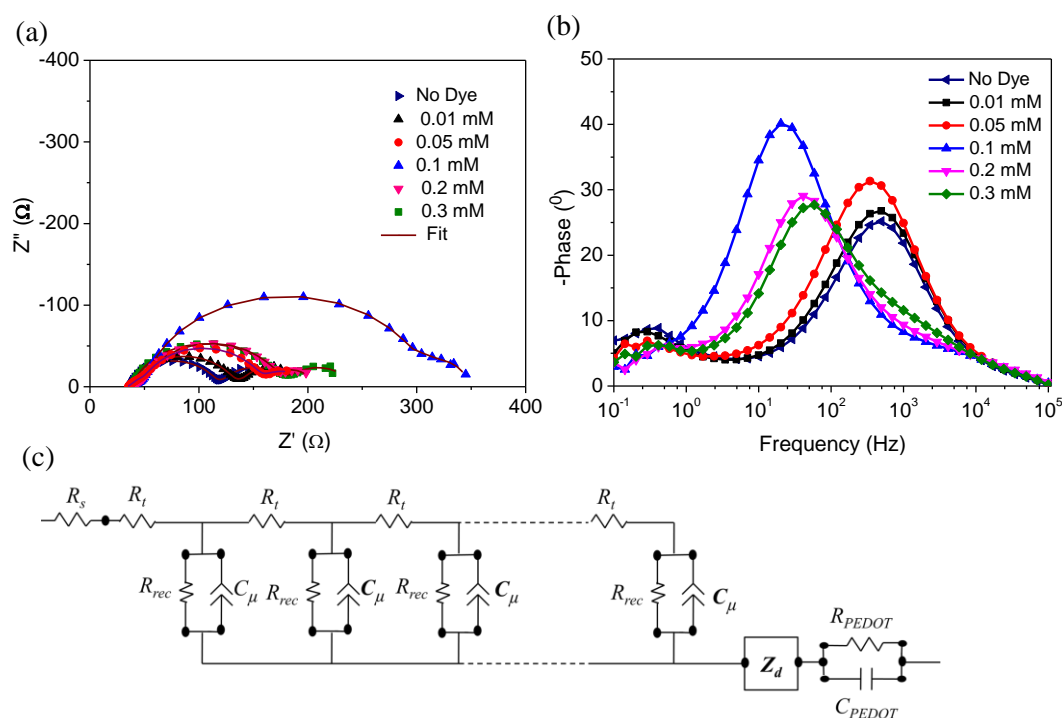 (a)
-400
-300
-200
-100
0
0
100
200
300
400
Z'' (Ω)
Z' (Ω)
No Dye
0.01 mM
0.05 mM
0.1 mM
0.2 mM
0.3 mM
Fit
(b)
50
40
30
20
10
0
10⁻¹
10⁰
10¹
10²
10³
10⁴
10⁵
-Phase (⁰)
Frequency (Hz)
No Dye
0.01 mM
0.05 mM
0.1 mM
0.2 mM
0.3 mM
(c)
Rs Rt Rt Rt Rt
Rrec Cμ Rrec Cμ Rrec Cμ Rrec Cμ
RPEDOT
Zd
CPEDOT